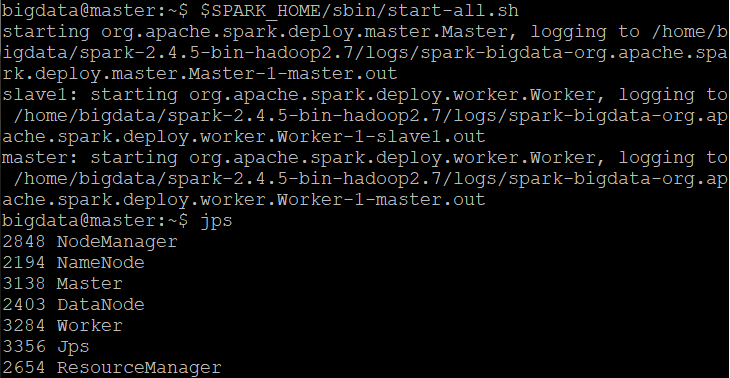 bigdata@master:~$ $SPARK_HOME/sbin/start-all.sh
starting org.apache.spark.deploy.master.Master, logging to /home/b
igdata/spark-2.4.5-bin-hadoop2.7/logs/spark-bigdata-org.apache.spa
rk.deploy.master.Master-1-master.out
slave1: starting org.apache.spark.deploy.worker.Worker, logging to
 /home/bigdata/spark-2.4.5-bin-hadoop2.7/logs/spark-bigdata-org.ap
ache.spark.deploy.worker.Worker-1-slave1.out
master: starting org.apache.spark.deploy.worker.Worker, logging to
 /home/bigdata/spark-2.4.5-bin-hadoop2.7/logs/spark-bigdata-org.ap
ache.spark.deploy.worker.Worker-1-master.out
bigdata@master:~$ jps
2848 NodeManager
2194 NameNode
3138 Master
2403 DataNode
3284 Worker
3356 Jps
2654 ResourceManager